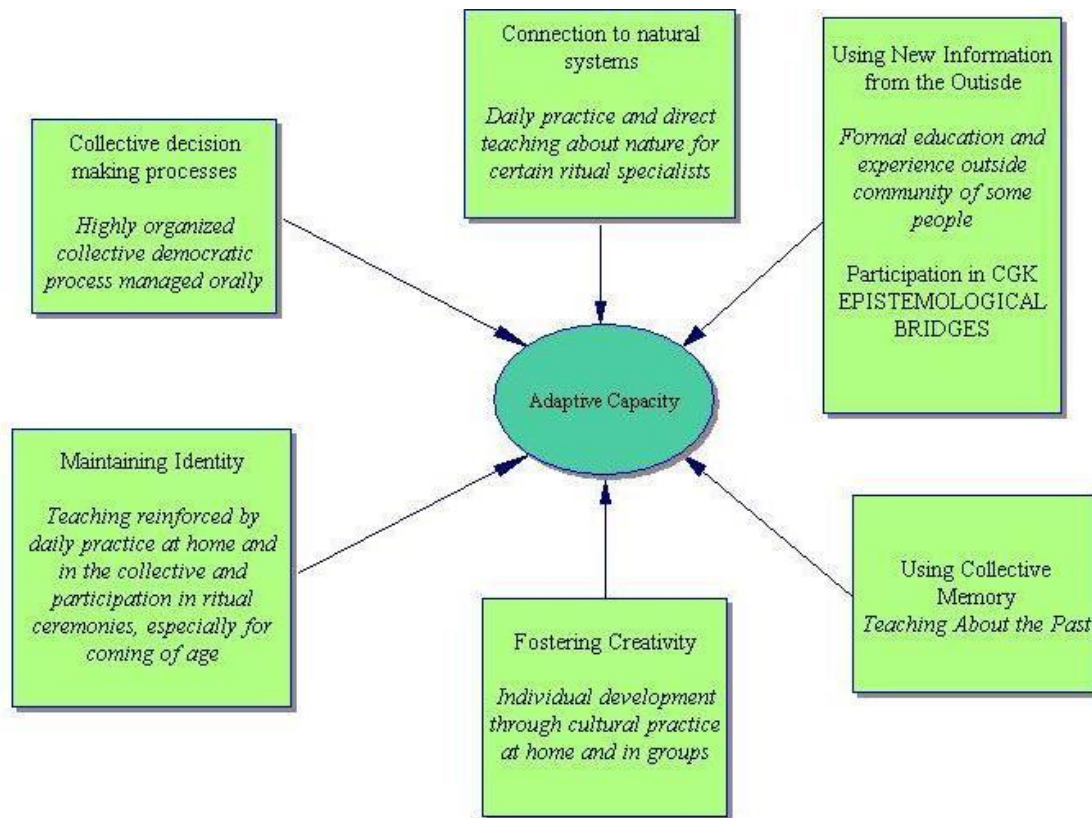 Connection to natural
systems
Daily practice and direct
teaching about nature for
certain ritual specialists
Using New Information
from the Outisde
Formal education and
experience outside
community of some
people
Participation in CGK
EPISTEMOLOGICAL
BRIDGES
Collective decision
making processes
Highly organized
collective democratic
process managed orally
Adaptive Capacity
Maintaining Identity
Teaching reinforced by
daily practice at home and
in the collective and
participation in ritual
ceremonies, especially for
coming of age
Fostering Creativity
Individual development
through cultural practice
at home and in groups
Using Collective
Memory
Teaching About the Past